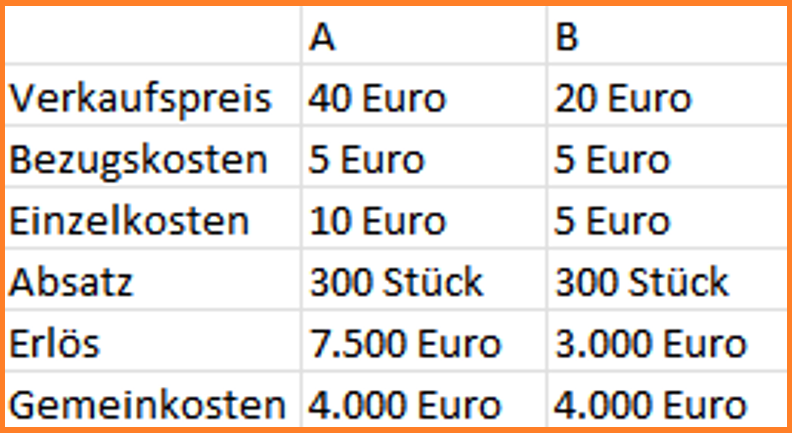 A B
Verkaufspreis 40 Euro 20 Euro
Bezugskosten 5 Euro 5 Euro
Einzelkosten 10 Euro 5 Euro
Absatz 300 Stück 300 Stück
Erlös 7.500 Euro 3.000 Euro
Gemeinkosten 4.000 Euro 4.000 Euro